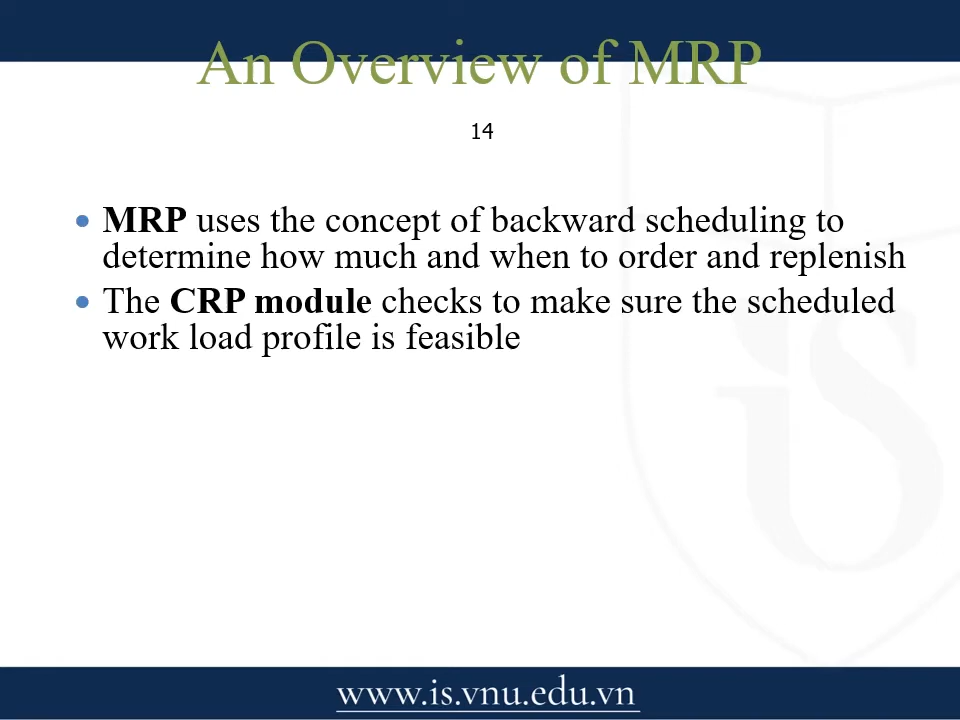 An Overview of MRP
14
• MRP uses the concept of backward scheduling to
determine how much and when to order and replenish
• The CRP module checks to make sure the scheduled
work load profile is feasible
iS
www.is.vnu.edu.vn